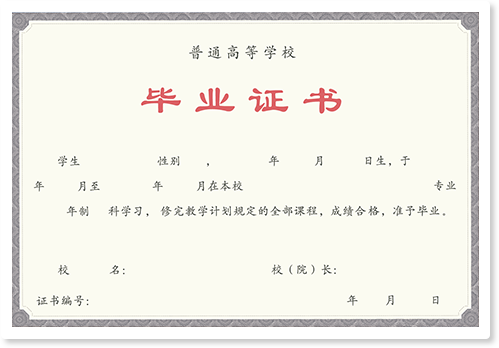 普通高等学校
毕业证书
学生 性别 , 年 月 日生,于
年 月至 年 月在本校 专业
年制 科学习,修完教学计划规定的全部课程,成绩合格,准予毕业。
校 名: 校(院)长:
证书编号: 年 月 日